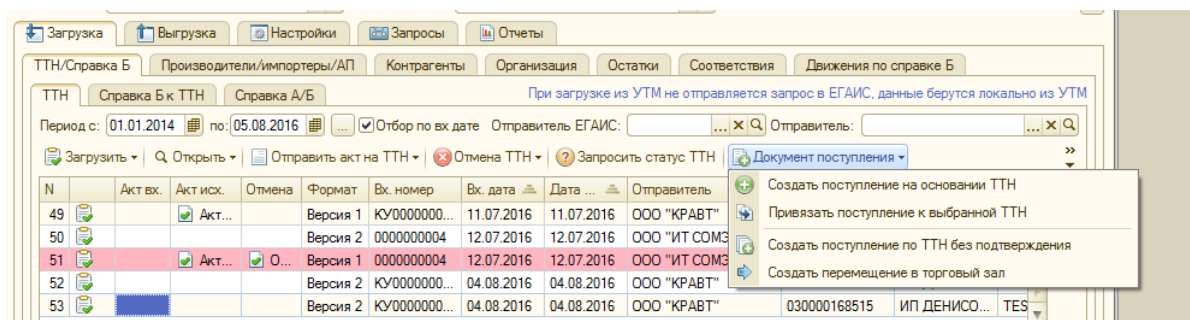 Загрузка Выгрузка Настройки Запросы Отчеты
ТТН/Справка Б Производители/импортеры/АП Контрагенты Организация Остатки Соответствия Движения по справке Б
ТТН Справка Б к ТТН Справка А/Б При загрузке из УТМ не отправляется запрос в ЕГАИС, данные берутся локально из УТМ
Период с: 01.01.2014 по: 05.08.2016 ... Отбор по вх дате Отправитель ЕГАИС: ... Отправитель: ...
Загрузить Открыть Отправить акт на ТТН Отмена ТТН Запросить статус ТТН Документ поступления
N Акт вх. Акт исх. Отмена Формат Вх. номер Вх. дата Дата ... Отправитель
Создать поступление на основании ТТН
49 Акт... Версия 1 КУ0000000... 11.07.2016 11.07.2016 ООО "КРАВТ"
Привязать поступление к выбранной ТТН
50 Версия 2 0000000004 12.07.2016 12.07.2016 ООО "ИТ СОМЗ
Создать поступление по ТТН без подтверждения
51 Акт... О... Версия 1 0000000004 12.07.2016 12.07.2016 ООО "ИТ СОМЗ
Создать перемещение в торговый зал
52 Версия 2 КУ0000000... 04.08.2016 04.08.2016 ООО "КРАВТ"
53 Версия 2 КУ0000000... 04.08.2016 04.08.2016 ООО "КРАВТ" 030000168515 ИП ДЕНИСО... TES